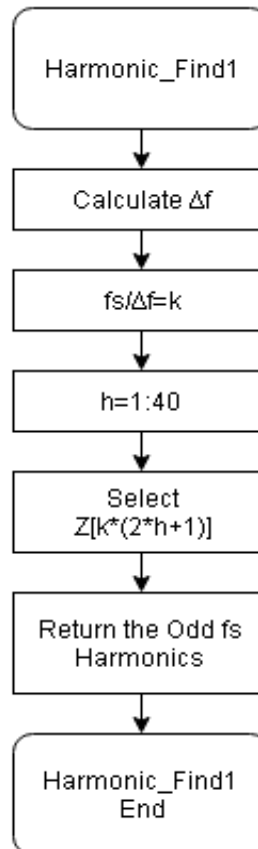 Harmonic_Find1
Calculate Δf
fs/Δf=k
h=1:40
Select
Z[k*(2*h+1)]
Return the Odd fs
Harmonics
Harmonic_Find1
End